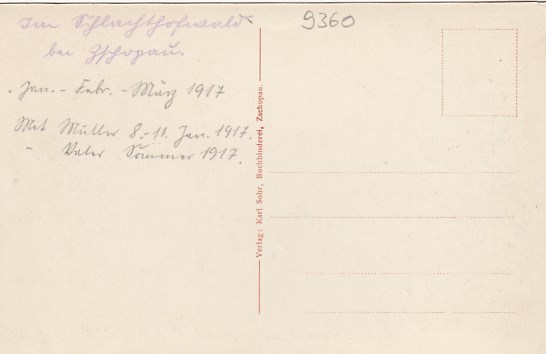 Im Schlachthofwald
bei Zschopau.
9360
Jan. - Febr. - März 1917
Mit Mutter 8.-11. Jan. 1917.
" Vater Sommer 1917.
Verlag: Karl Sohr, Buchbinderei, Zschopau.